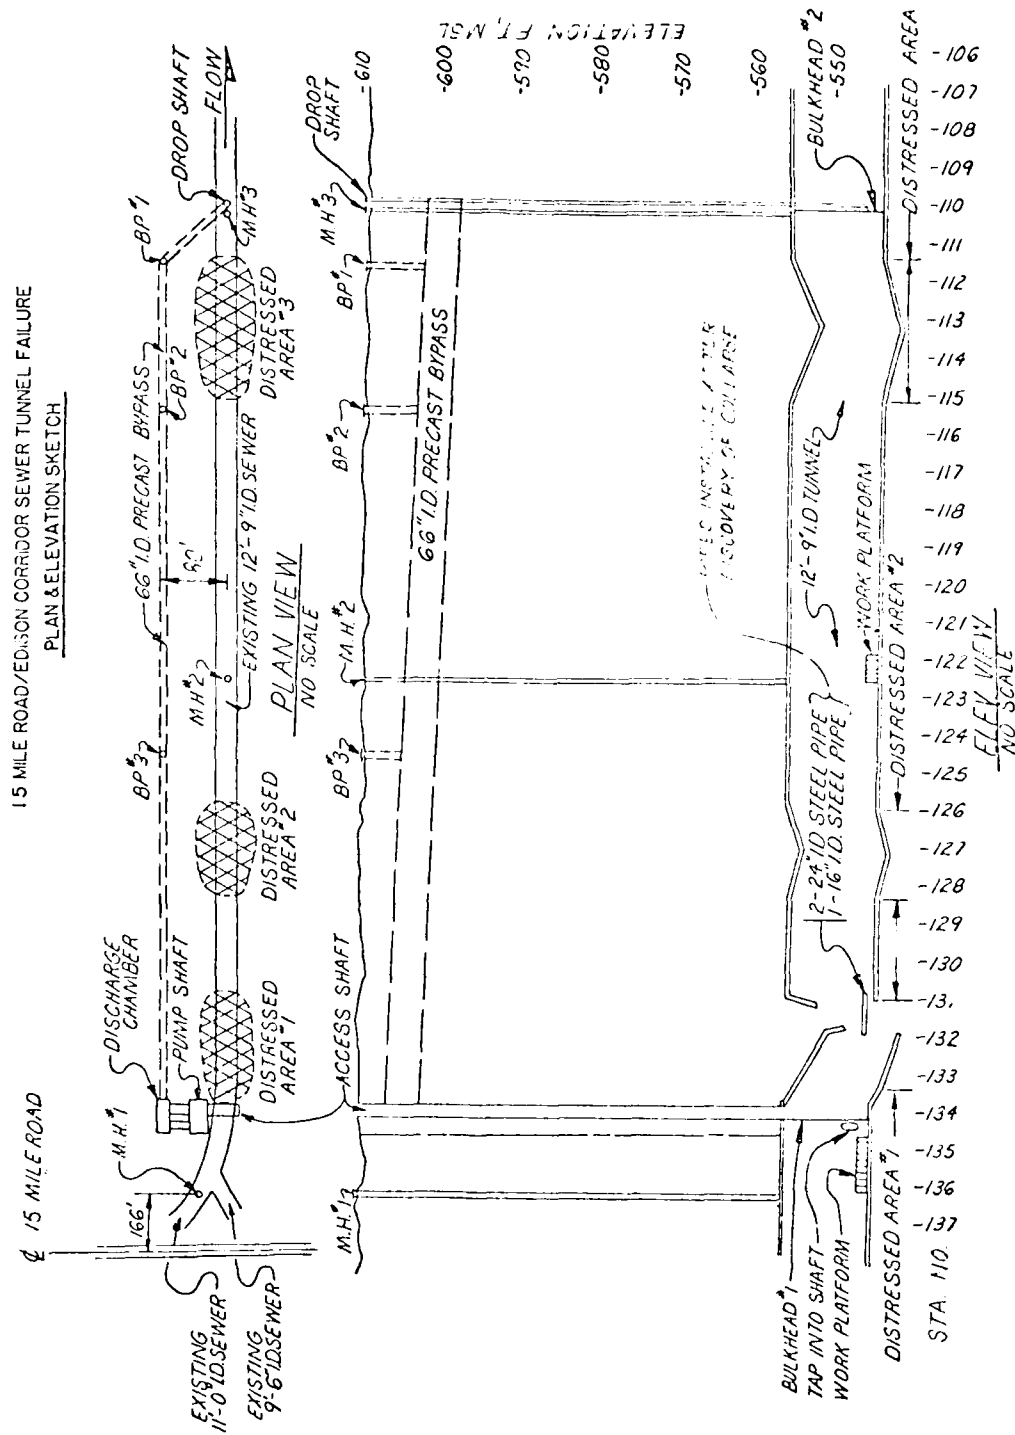 15 MILE ROAD/EDISON CORRIDOR SEWER TUNNEL FAILURE
PLAN & ELEVATION SKETCH
℄ 15 MILE ROAD
166'
M.H.#1
DISCHARGE
CHAMBER
PUMP SHAFT
BP#3
66" I.D. PRECAST BYPASS
BP#2
BP#1
DROP SHAFT
FLOW
M.H.#3
M.H.#2
EXISTING 12'-9" I.D. SEWER
EXISTING
11'-0" I.D. SEWER
EXISTING
9'-6" I.D. SEWER
DISTRESSED
AREA #1
DISTRESSED
AREA #2
DISTRESSED
AREA #3
PLAN VIEW
NO SCALE
ACCESS SHAFT
M.H.#1
BP#3
M.H.#2
BP#2
BP#1
M.H.#3
DROP
SHAFT
66" I.D. PRECAST BYPASS
ELEVATION FT, MSL
-610
-600
-590
-580
-570
-560
-550
AFTER
DISCOVERY OF COLLAPSE
2-24" I.D STEEL PIPE
1-16" I.D. STEEL PIPE
12'-9" I.D TUNNEL
WORK PLATFORM
BULKHEAD #2
BULKHEAD #1
TAP INTO SHAFT
WORK PLATFORM
DISTRESSED AREA #1
DISTRESSED AREA #2
DISTRESSED AREA
STA. NO.
-137
-136
-135
-134
-133
-132
-13
-130
-129
-128
-127
-126
-125
-124
-123
-122
-121
-120
-119
-118
-117
-116
-115
-114
-113
-112
-111
-110
-109
-108
-107
-106
ELEV VIEW
NO SCALE